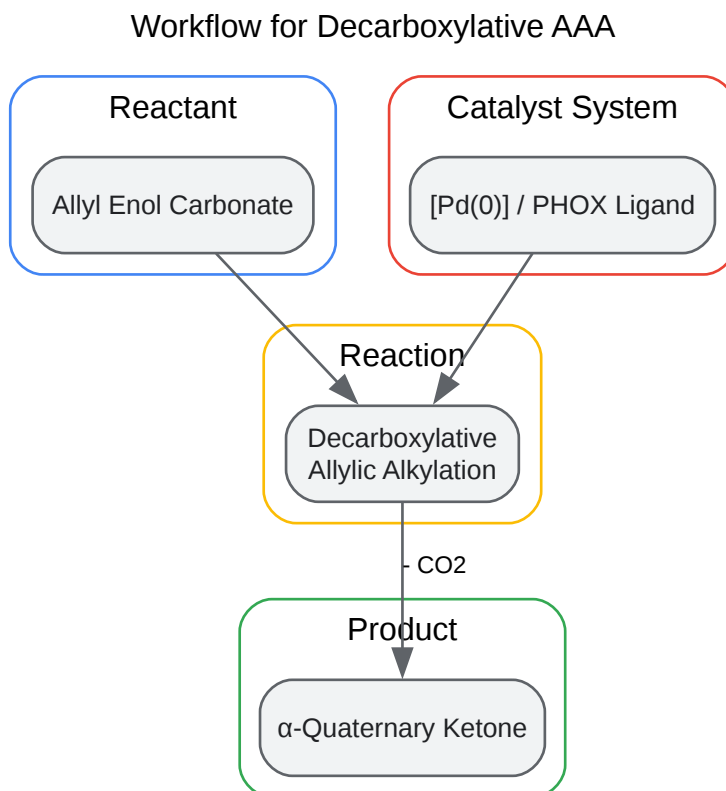 Workflow for Decarboxylative AAA
Reactant
Catalyst System
Allyl Enol Carbonate
[Pd(0)] / PHOX Ligand
Reaction
Decarboxylative
Allylic Alkylation
- CO2
Product
α-Quaternary Ketone